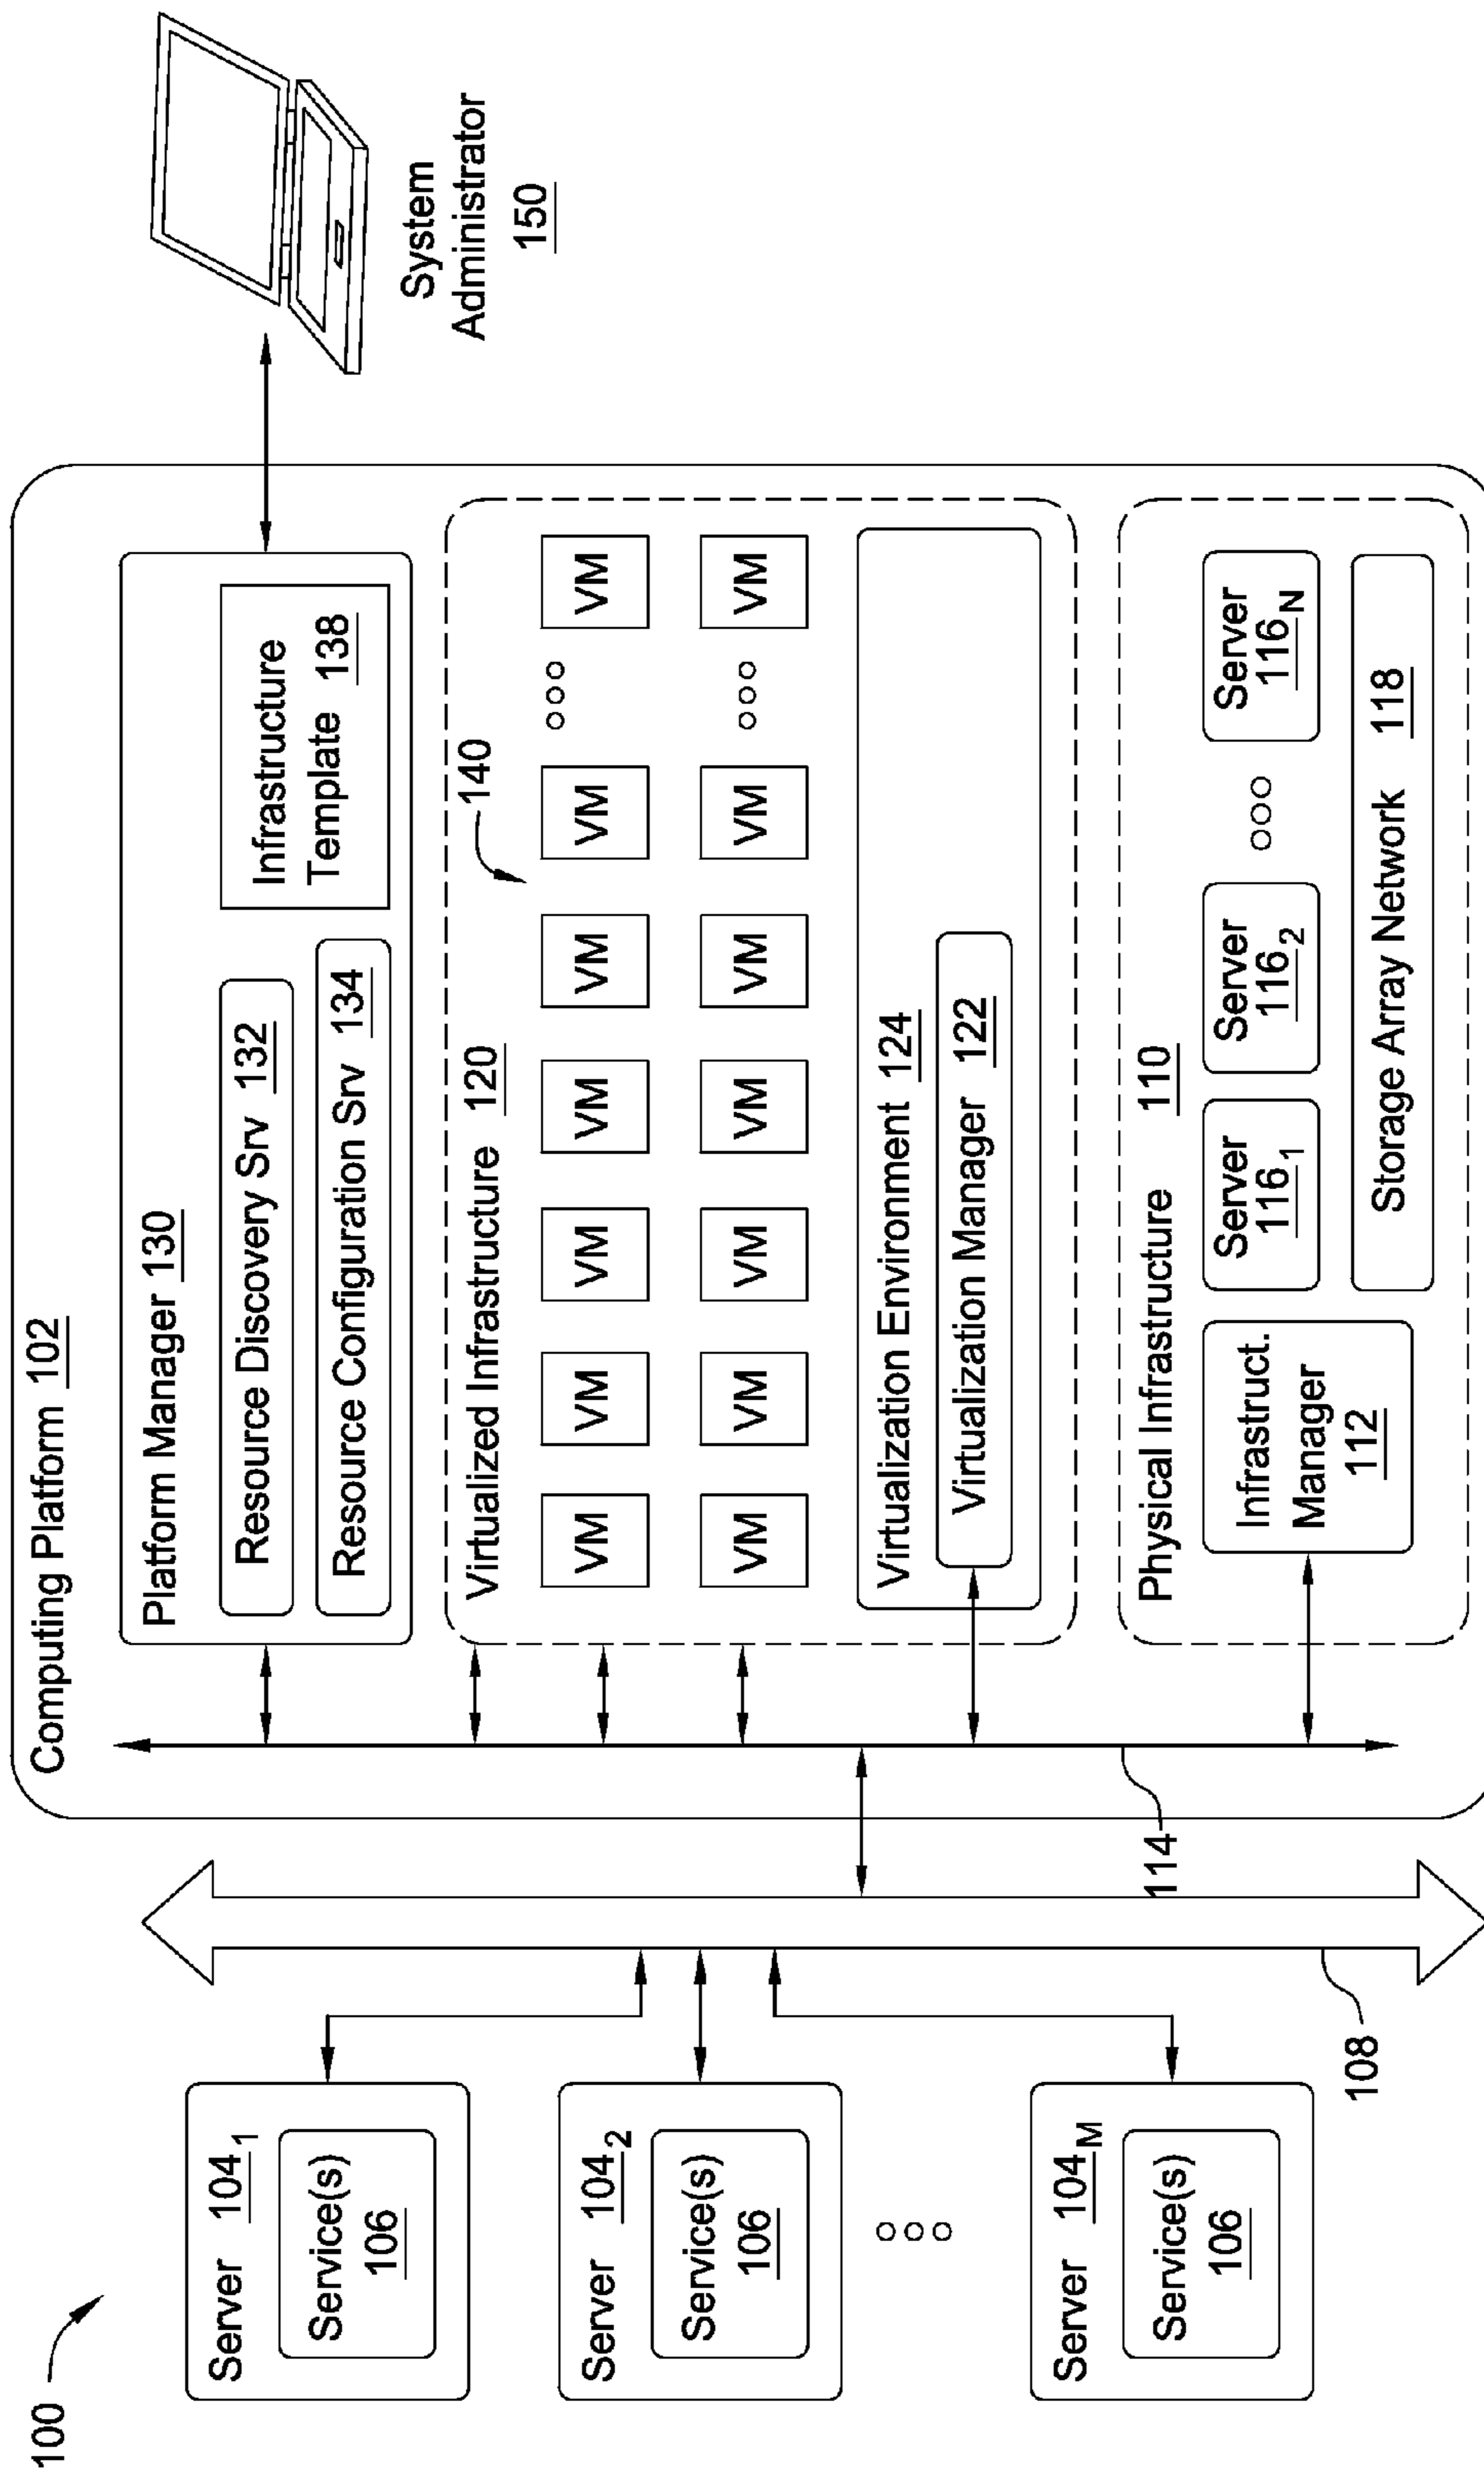 100
Server 104₁
Service(s)
106
Server 104₂
Service(s)
106
Server 104M
Service(s)
106
108
Computing Platform 102
114
Platform Manager 130
Resource Discovery Srv 132
Resource Configuration Srv 134
Infrastructure
Template 138
System
Administrator
150
Virtualized Infrastructure 120
140
VM VM VM VM VM VM VM
VM VM VM VM VM VM VM
Virtualization Environment 124
Virtualization Manager 122
Physical Infrastructure 110
Infrastruct.
Manager
112
Server
116₁
Server
116₂
Server
116N
Storage Array Network 118